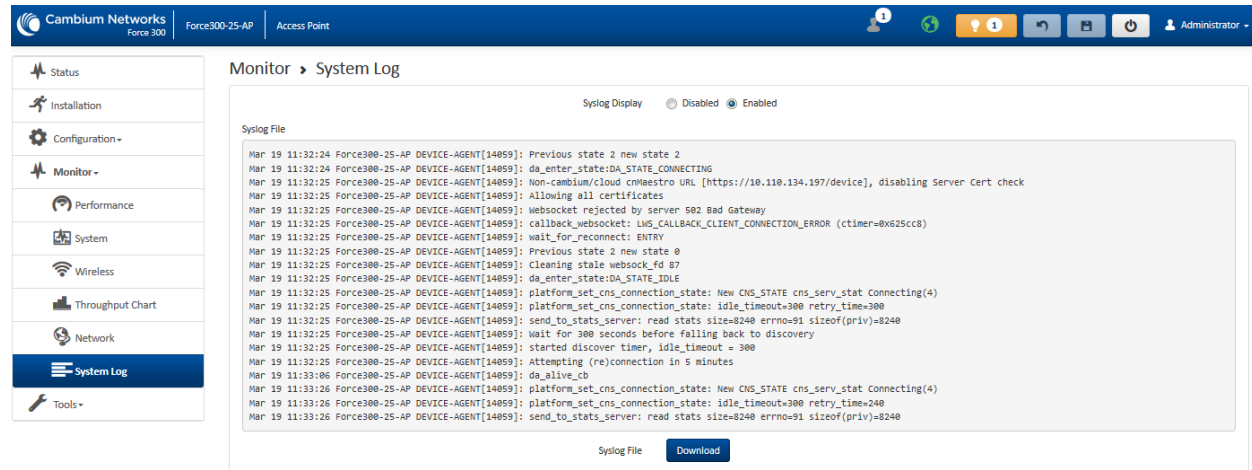 Cambium Networks
Force 300
Force300-25-AP
Access Point
1
1
Administrator
Status
Installation
Configuration
Monitor
Performance
System
Wireless
Throughput Chart
Network
System Log
Tools
Monitor > System Log
Syslog Display Disabled Enabled
Syslog File
Mar 19 11:32:24 Force300-25-AP DEVICE-AGENT[14059]: Previous state 2 new state 2
Mar 19 11:32:24 Force300-25-AP DEVICE-AGENT[14059]: da_enter_state:DA_STATE_CONNECTING
Mar 19 11:32:25 Force300-25-AP DEVICE-AGENT[14059]: Non-cambium/cloud cnMaestro URL [https://10.110.134.197/device], disabling Server Cert check
Mar 19 11:32:25 Force300-25-AP DEVICE-AGENT[14059]: Allowing all certificates
Mar 19 11:32:25 Force300-25-AP DEVICE-AGENT[14059]: Websocket rejected by server 502 Bad Gateway
Mar 19 11:32:25 Force300-25-AP DEVICE-AGENT[14059]: callback_websocket: LWS_CALLBACK_CLIENT_CONNECTION_ERROR (ctimer=0x625cc8)
Mar 19 11:32:25 Force300-25-AP DEVICE-AGENT[14059]: wait_for_reconnect: ENTRY
Mar 19 11:32:25 Force300-25-AP DEVICE-AGENT[14059]: Previous state 2 new state 0
Mar 19 11:32:25 Force300-25-AP DEVICE-AGENT[14059]: Cleaning stale websock_fd 87
Mar 19 11:32:25 Force300-25-AP DEVICE-AGENT[14059]: da_enter_state:DA_STATE_IDLE
Mar 19 11:32:25 Force300-25-AP DEVICE-AGENT[14059]: platform_set_cns_connection_state: New CNS_STATE cns_serv_stat Connecting(4)
Mar 19 11:32:25 Force300-25-AP DEVICE-AGENT[14059]: platform_set_cns_connection_state: idle_timeout=300 retry_time=300
Mar 19 11:32:25 Force300-25-AP DEVICE-AGENT[14059]: send_to_stats_server: read stats size=8240 errno=91 sizeof(priv)=8240
Mar 19 11:32:25 Force300-25-AP DEVICE-AGENT[14059]: Wait for 300 seconds before falling back to discovery
Mar 19 11:32:25 Force300-25-AP DEVICE-AGENT[14059]: started discover timer, idle_timeout = 300
Mar 19 11:32:25 Force300-25-AP DEVICE-AGENT[14059]: Attempting (re)connection in 5 minutes
Mar 19 11:33:06 Force300-25-AP DEVICE-AGENT[14059]: da_alive_cb
Mar 19 11:33:26 Force300-25-AP DEVICE-AGENT[14059]: platform_set_cns_connection_state: New CNS_STATE cns_serv_stat Connecting(4)
Mar 19 11:33:26 Force300-25-AP DEVICE-AGENT[14059]: platform_set_cns_connection_state: idle_timeout=300 retry_time=240
Mar 19 11:33:26 Force300-25-AP DEVICE-AGENT[14059]: send_to_stats_server: read stats size=8240 errno=91 sizeof(priv)=8240
Syslog File Download